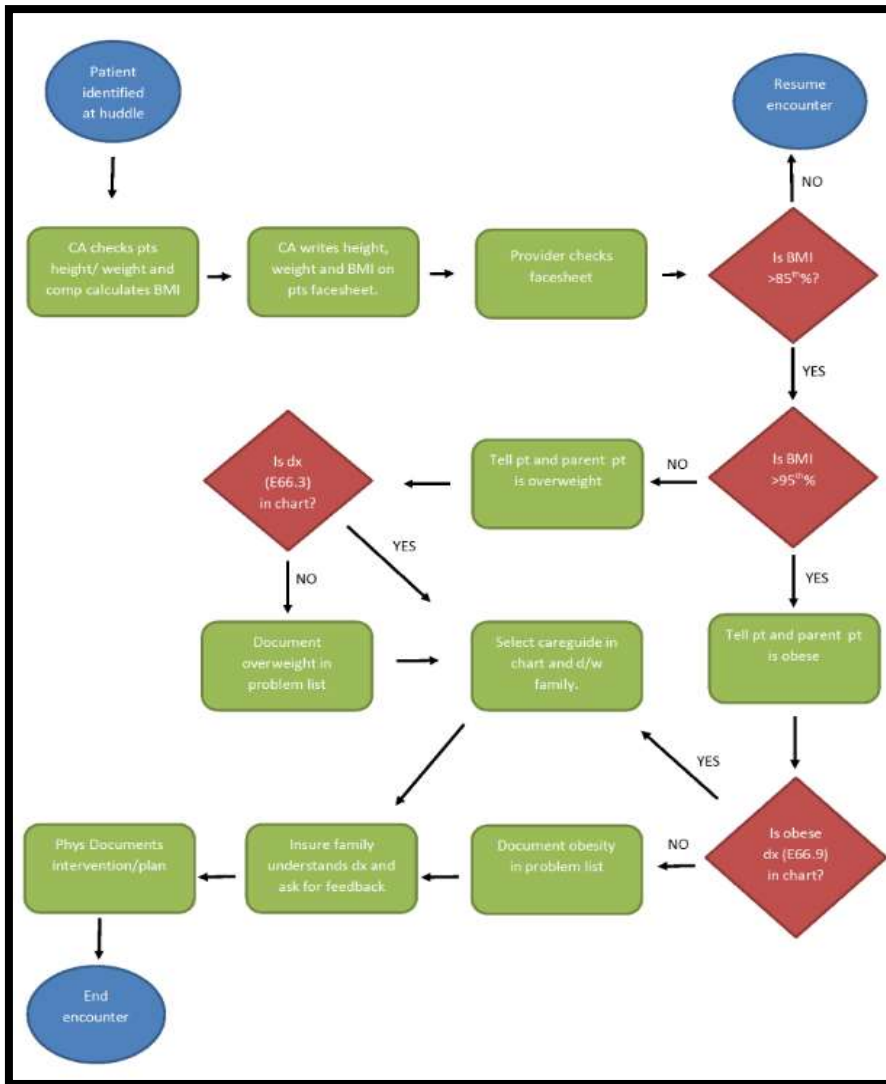 Patient
identified
at huddle
Resume
encounter
NO
CA checks pts
height/ weight and
comp calculates BMI
CA writes height,
weight and BMI on
pts facesheet.
Provider checks
facesheet
Is BMI
>85th%?
YES
Is dx
(E66.3)
in chart?
Tell pt and parent pt
is overweight
NO
Is BMI
>95th%
YES
NO
YES
Document
overweight in
problem list
Select careguide in
chart and d/w
family.
Tell pt and parent pt
is obese
YES
Phys Documents
intervention/plan
Insure family
understands dx and
ask for feedback
Document obesity
in problem list
NO
Is obese
dx (E66.9)
in chart?
End
encounter